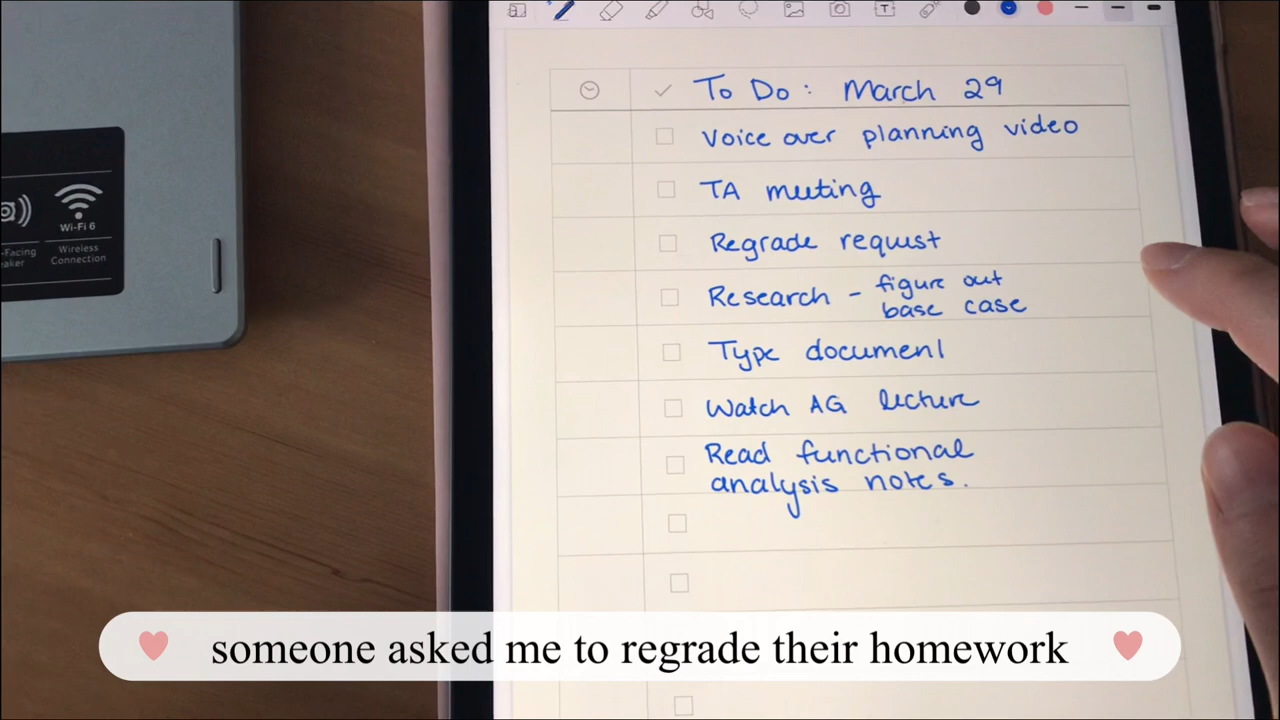 -Facing
eaker
Wi-Fi 6
Wireless
Connection
T
To Do: March 29
Voice over planning video
TA meeting
Regrade request
Research - figure out
base case
Type document
Watch AG lecture
Read functional
analysis notes.
someone asked me to regrade their homework